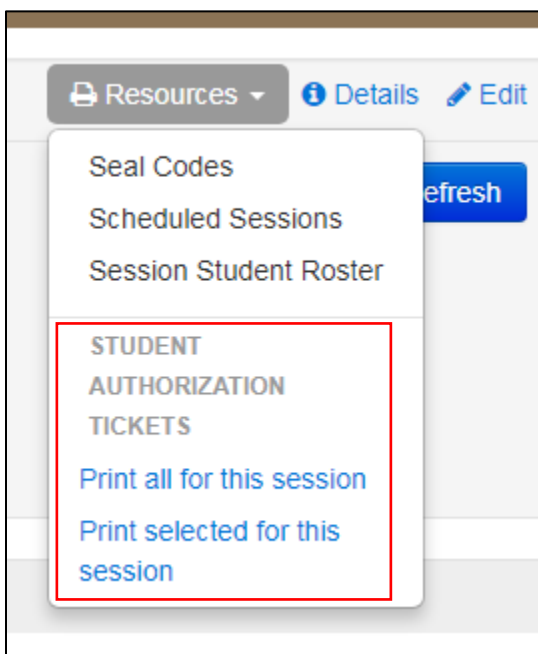 Resources Details Edit
Seal Codes
efresh
Scheduled Sessions
Session Student Roster
STUDENT
AUTHORIZATION
TICKETS
Print all for this session
Print selected for this
session